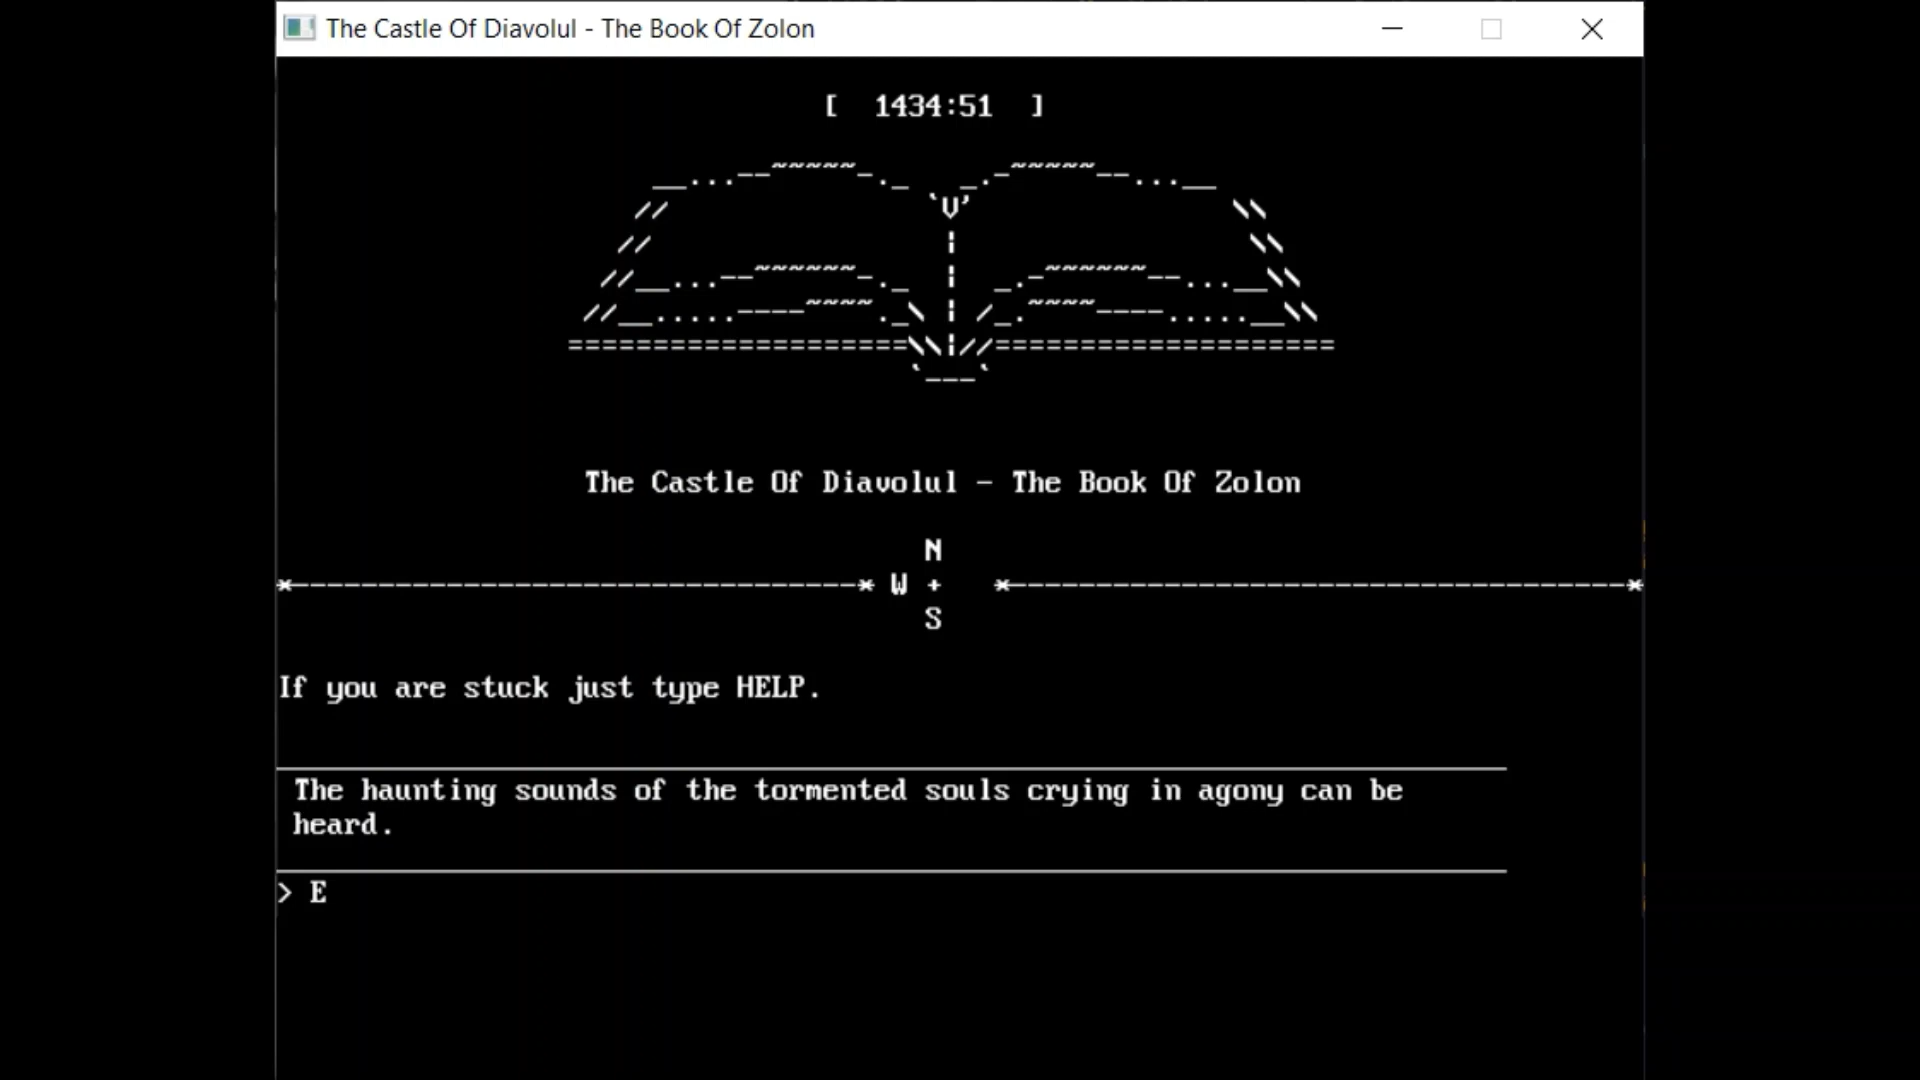 The Castle Of Diavolul - The Book Of Zolon
[ 1434:51 ]
The Castle Of Diavolul - The Book Of Zolon
N
W +
S
If you are stuck just type HELP.
The haunting sounds of the tormented souls crying in agony can be
heard.
> E